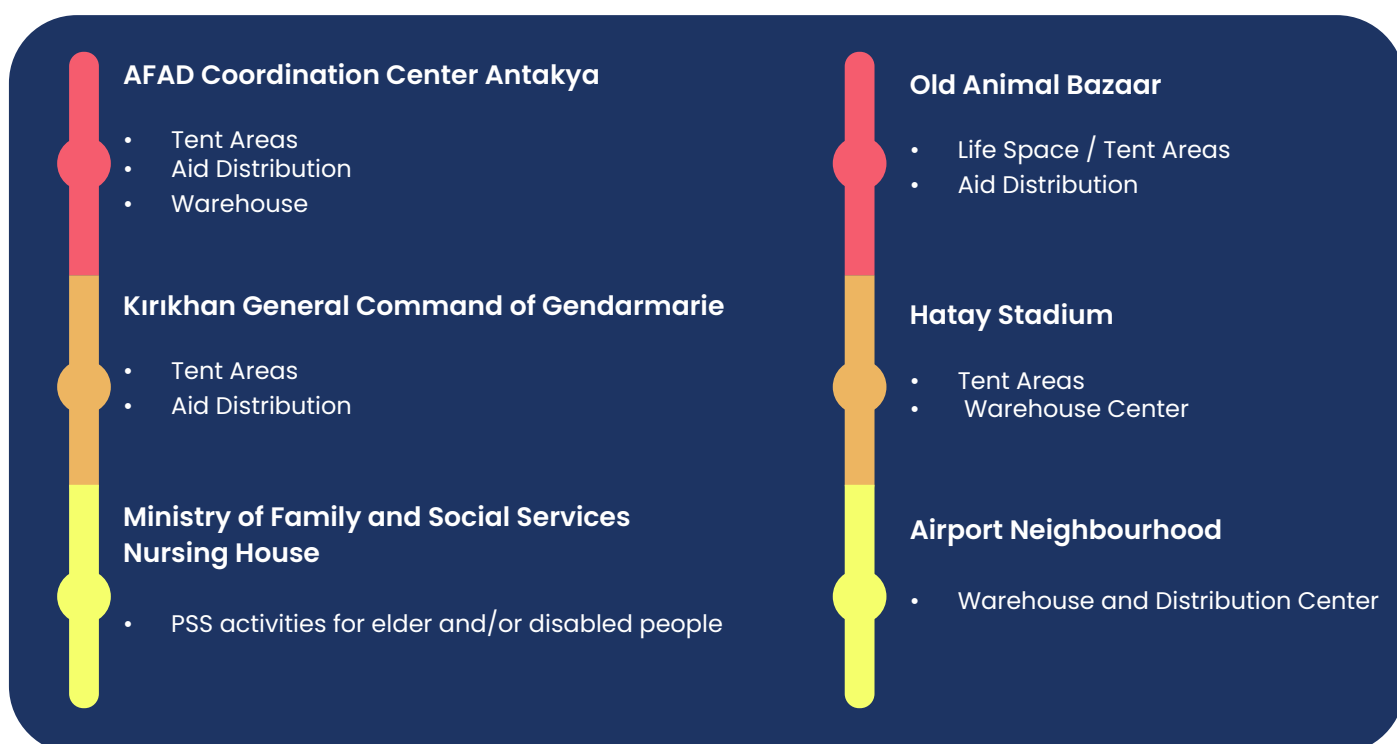 AFAD Coordination Center Antakya
• Tent Areas
• Aid Distribution
• Warehouse
Kırıkhan General Command of Gendarmarie
• Tent Areas
• Aid Distribution
Ministry of Family and Social Services
Nursing House
• PSS activities for elder and/or disabled people
Old Animal Bazaar
• Life Space / Tent Areas
• Aid Distribution
Hatay Stadium
• Tent Areas
• Warehouse Center
Airport Neighbourhood
• Warehouse and Distribution Center